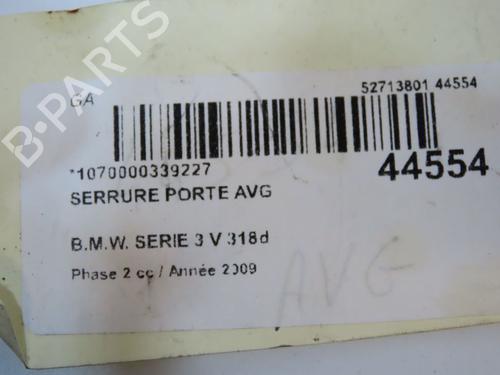 GA
52713801 44554
*1070000339227
44554
SERRURE PORTE AVG
B.M.W. SERIE 3 V 318d
Phase 2 cc / Année 2009
AVG
B-PARTS